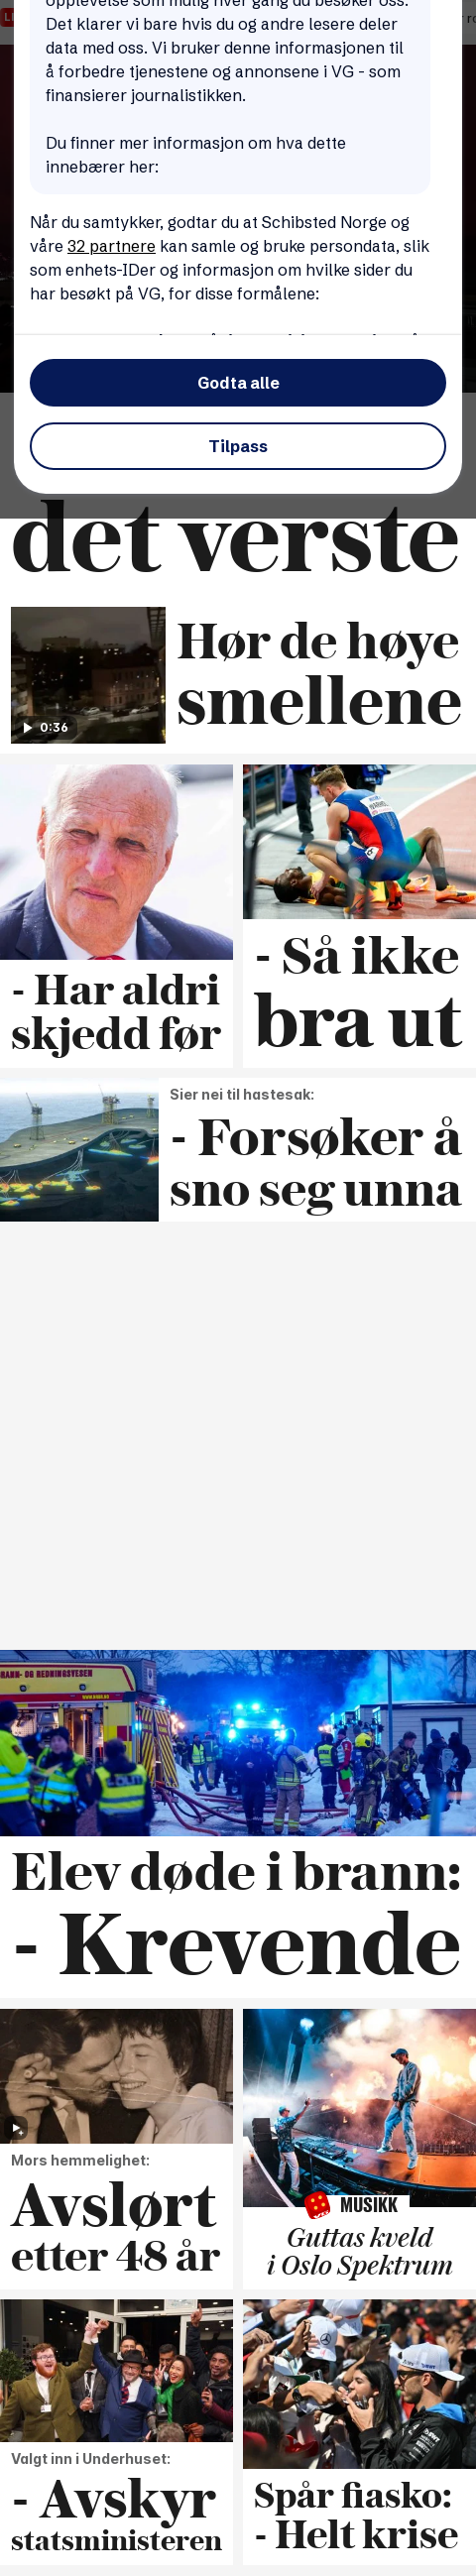 opplevelse som mulig hver gang du besøker oss.
Det klarer vi bare hvis du og andre lesere deler
data med oss. Vi bruker denne informasjonen til
å forbedre tjenestene og annonsene i VG - som
finansierer journalistikken.
Du finner mer informasjon om hva dette
innebærer her:
Når du samtykker, godtar du at Schibsted Norge og
våre 32 partnere kan samle og bruke persondata, slik
som enhets-IDer og informasjon om hvilke sider du
har besøkt på VG, for disse formålene:
Godta alle
Tilpass
det verste
0:36
Hør de høye
smellene
- Har aldri
skjedd før
- Så ikke
bra ut
Sier nei til hastesak:
- Forsøker å
sno seg unna
BRANN- OG REDNINGSVESEN
Elev døde i brann:
- Krevende
Mors hemmelighet:
Avslørt
etter 48 år
MUSIKK
Guttas kveld
i Oslo Spektrum
Valgt inn i Underhuset:
- Avskyr
statsministeren
Spår fiasko:
- Helt krise